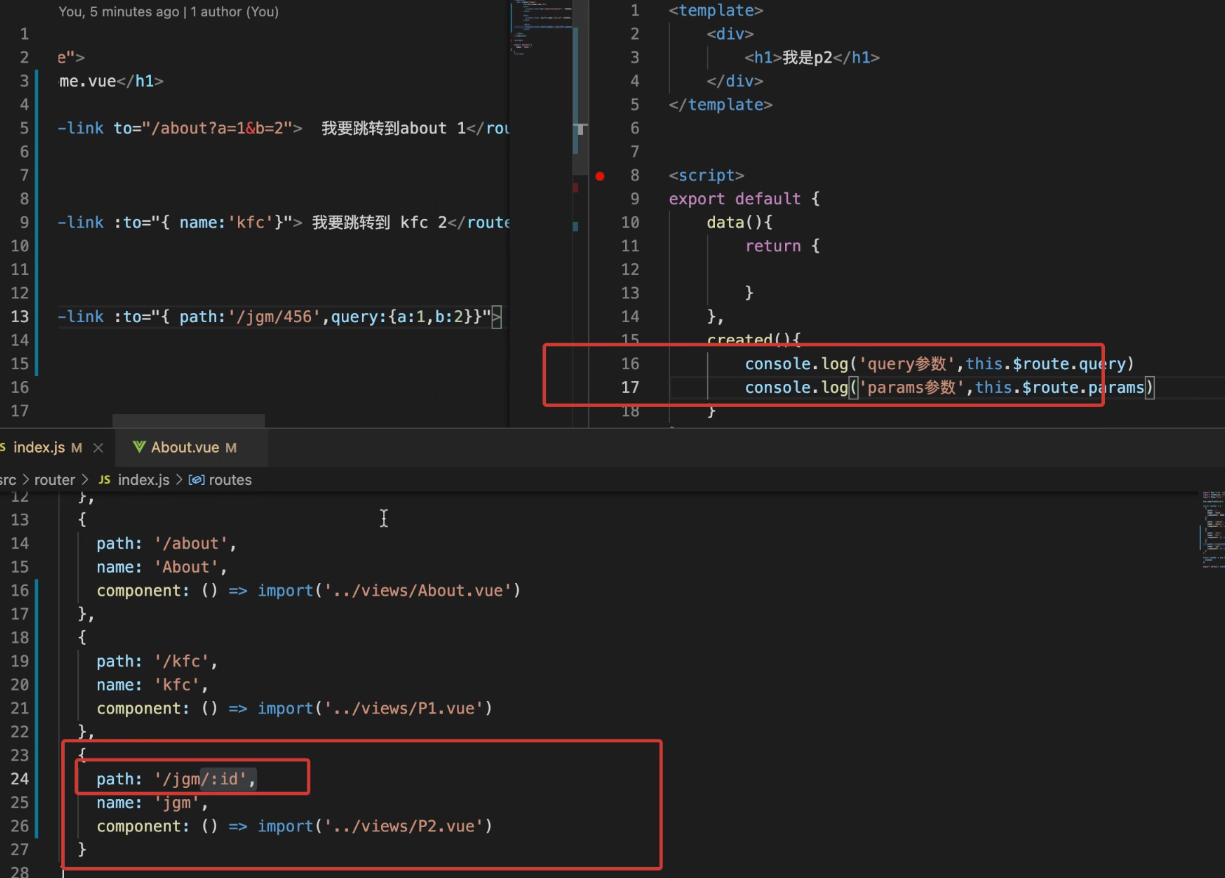 You, 5 minutes ago | 1 author (You)
1
2 e">
3 me.vue</h1>
4
5 -link to="/about?a=1&b=2"> 我要跳转到about 1</rou
6
7
8
9 -link :to="{ name:'kfc'}"> 我要跳转到 kfc 2</route
10
11
12
13 -link :to="{ path:'/jgm/456',query:{a:1,b:2}}">
14
15
16
17
1 <template>
2 <div>
3 <h1>我是p2</h1>
4 </div>
5 </template>
6
7
8 <script>
9 export default {
10 data(){
11 return {
12
13 }
14 },
15 created(){
16 console.log('query参数',this.$route.query)
17 console.log('params参数',this.$route.params)
18 }
index.js M × About.vue M
src > router > JS index.js > routes
12 },
13 {
14 path: '/about',
15 name: 'About',
16 component: () => import('../views/About.vue')
17 },
18 {
19 path: '/kfc',
20 name: 'kfc',
21 component: () => import('../views/P1.vue')
22 },
23 {
24 path: '/jgm/:id',
25 name: 'jgm',
26 component: () => import('../views/P2.vue')
27 }
28